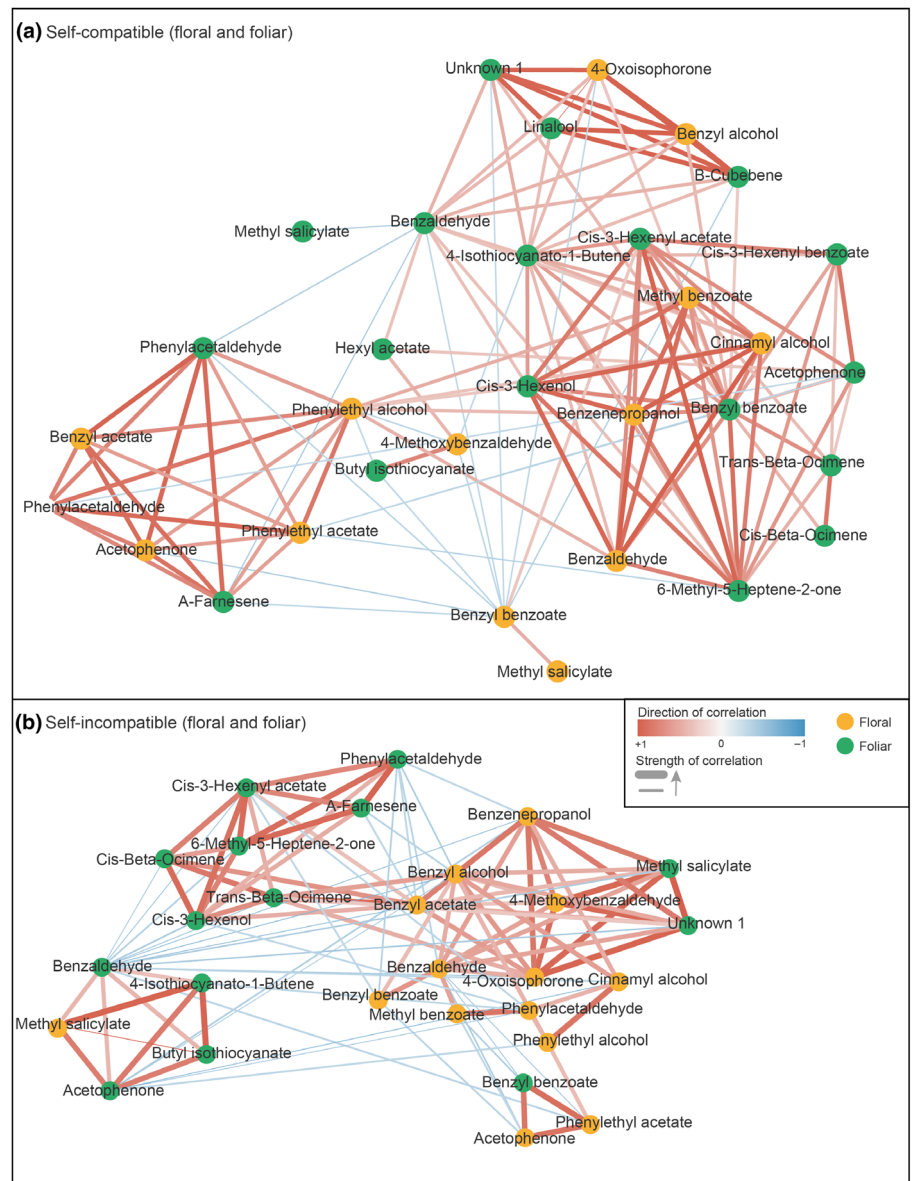 (a) Self-compatible (floral and foliar)
Unknown 1
4-Oxoisophorone
Linalool
Benzyl alcohol
B-Cubebene
Methyl salicylate
Benzaldehyde
Cis-3-Hexenyl acetate
4-Isothiocyanato-1-Butene
Cis-3-Hexenyl benzoate
Methyl benzoate
Phenylacetaldehyde
Hexyl acetate
Cinnamyl alcohol
Acetophenone
Cis-3-Hexenol
Phenylethyl alcohol
Benzenepropanol
Benzyl benzoate
Benzyl acetate
4-Methoxybenzaldehyde
Butyl isothiocyanate
Trans-Beta-Ocimene
Phenylacetaldehyde
Phenylethyl acetate
Cis-Beta-Ocimene
Acetophenone
Benzaldehyde
6-Methyl-5-Heptene-2-one
A-Farnesene
Benzyl benzoate
Methyl salicylate
(b) Self-incompatible (floral and foliar)
Direction of correlation
+1 0 −1
Strength of correlation
Floral
Foliar
Phenylacetaldehyde
Cis-3-Hexenyl acetate
A-Farnesene
Benzenepropanol
6-Methyl-5-Heptene-2-one
Cis-Beta-Ocimene
Benzyl alcohol
Methyl salicylate
Trans-Beta-Ocimene
Benzyl acetate
4-Methoxybenzaldehyde
Cis-3-Hexenol
Unknown 1
Benzaldehyde
Benzaldehyde
4-Isothiocyanato-1-Butene
4-Oxoisophorone
Cinnamyl alcohol
Benzyl benzoate
Methyl benzoate
Phenylacetaldehyde
Methyl salicylate
Butyl isothiocyanate
Phenylethyl alcohol
Acetophenone
Benzyl benzoate
Phenylethyl acetate
Acetophenone